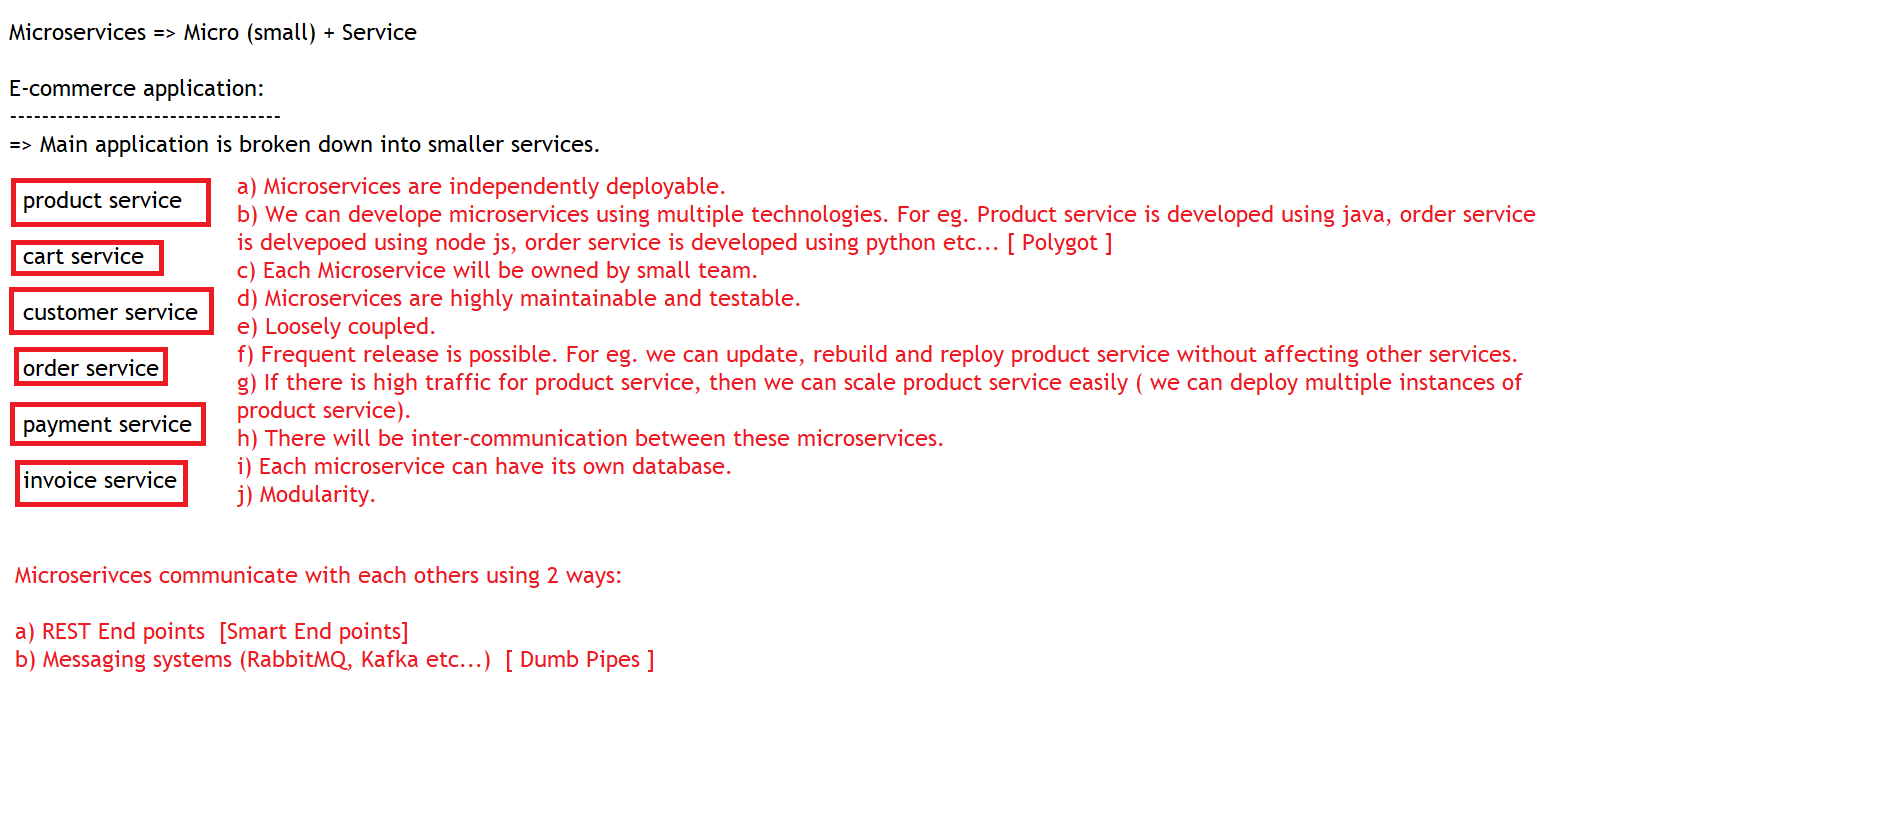 Microservices => Micro (small) + Service
E-commerce application:
----------------------------------
=> Main application is broken down into smaller services.
product service
cart service
customer service
order service
payment service
invoice service
a) Microservices are independently deployable.
b) We can develope microservices using multiple technologies. For eg. Product service is developed using java, order service
is delvepoed using node js, order service is developed using python etc... [ Polygot ]
c) Each Microservice will be owned by small team.
d) Microservices are highly maintainable and testable.
e) Loosely coupled.
f) Frequent release is possible. For eg. we can update, rebuild and reploy product service without affecting other services.
g) If there is high traffic for product service, then we can scale product service easily ( we can deploy multiple instances of
product service).
h) There will be inter-communication between these microservices.
i) Each microservice can have its own database.
j) Modularity.
Microserivces communicate with each others using 2 ways:
a) REST End points  [Smart End points]
b) Messaging systems (RabbitMQ, Kafka etc...)  [ Dumb Pipes ]